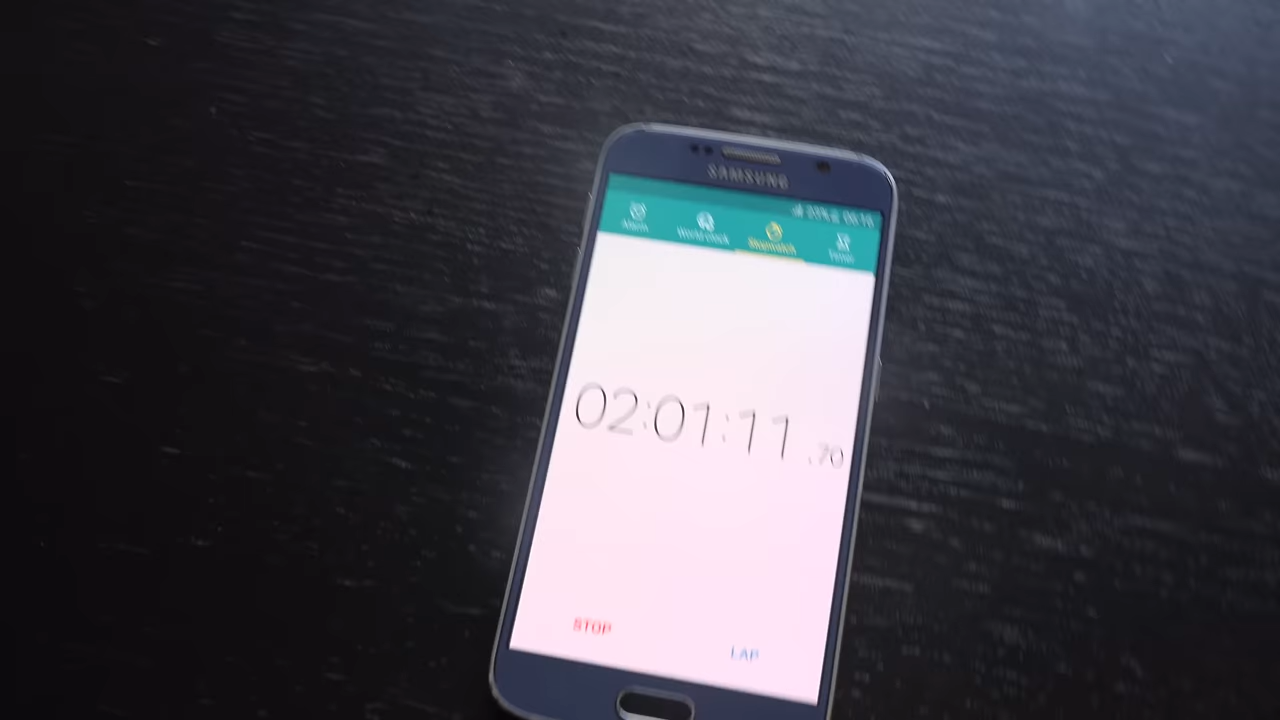 SAMSUNG
Alarm World clock Stopwatch Timer
02:01:11.70
STOP
LAP